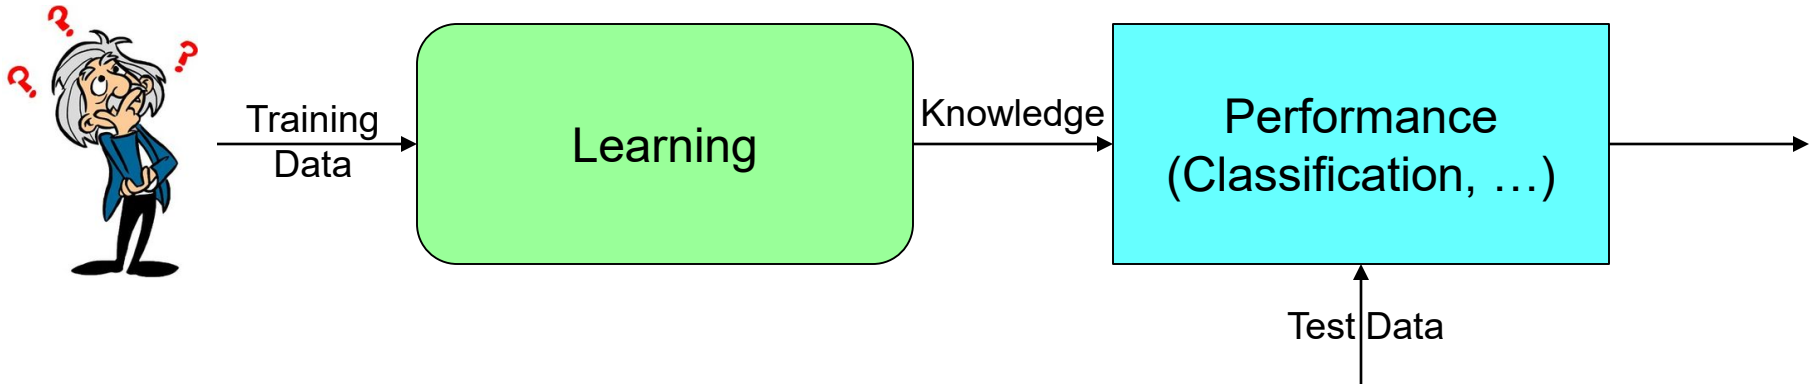 ? ? ?
Training
Data
Learning
Knowledge
Performance
(Classification, …)
Test Data